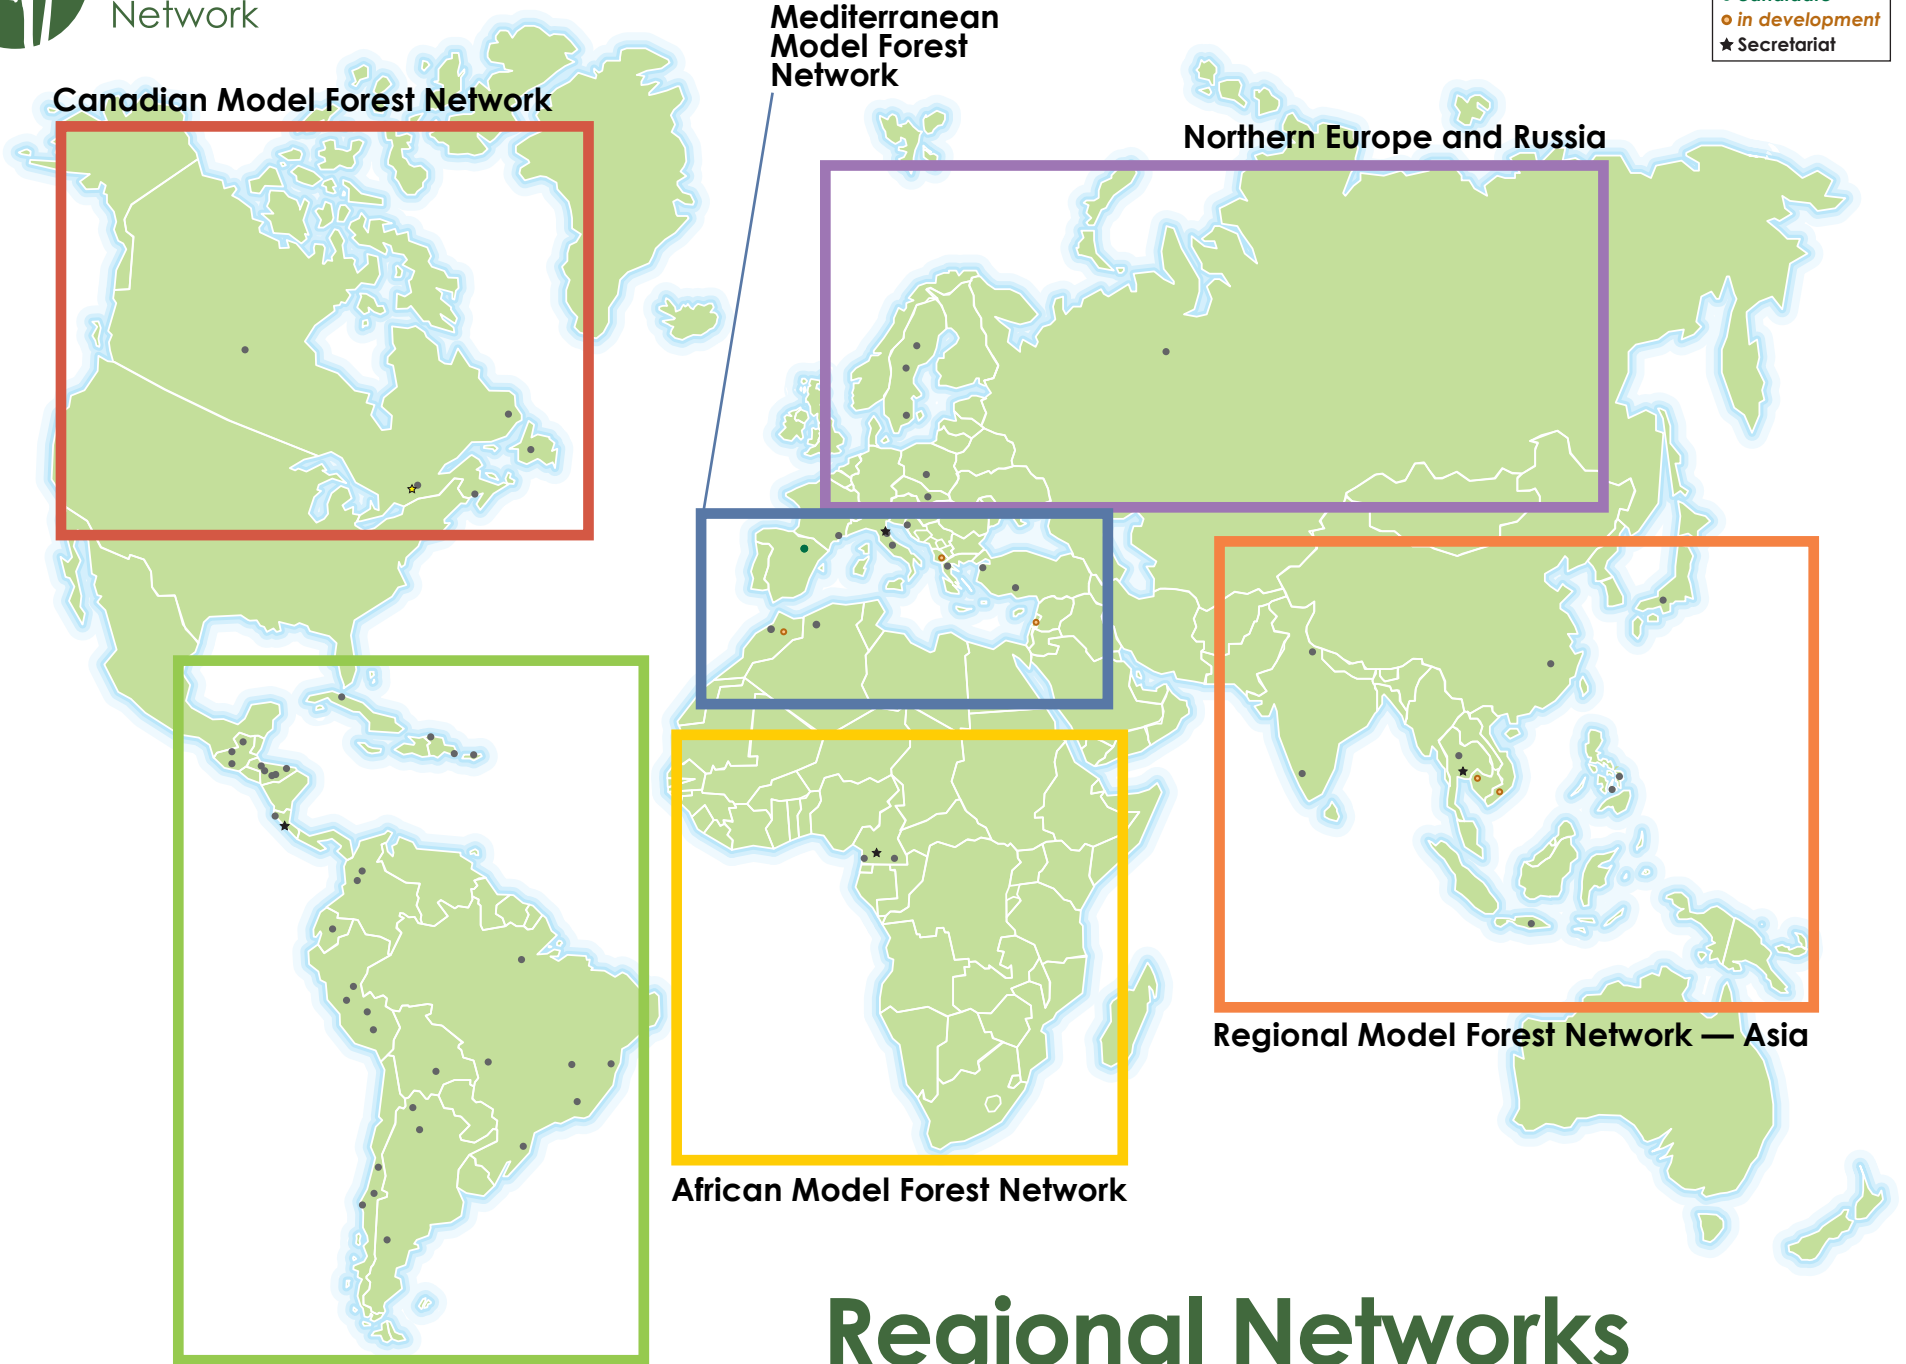 Network
Canadian Model Forest Network
Mediterranean
Model Forest
Network
in development
Secretariat
Northern Europe and Russia
Regional Model Forest Network — Asia
African Model Forest Network
Regional Networks